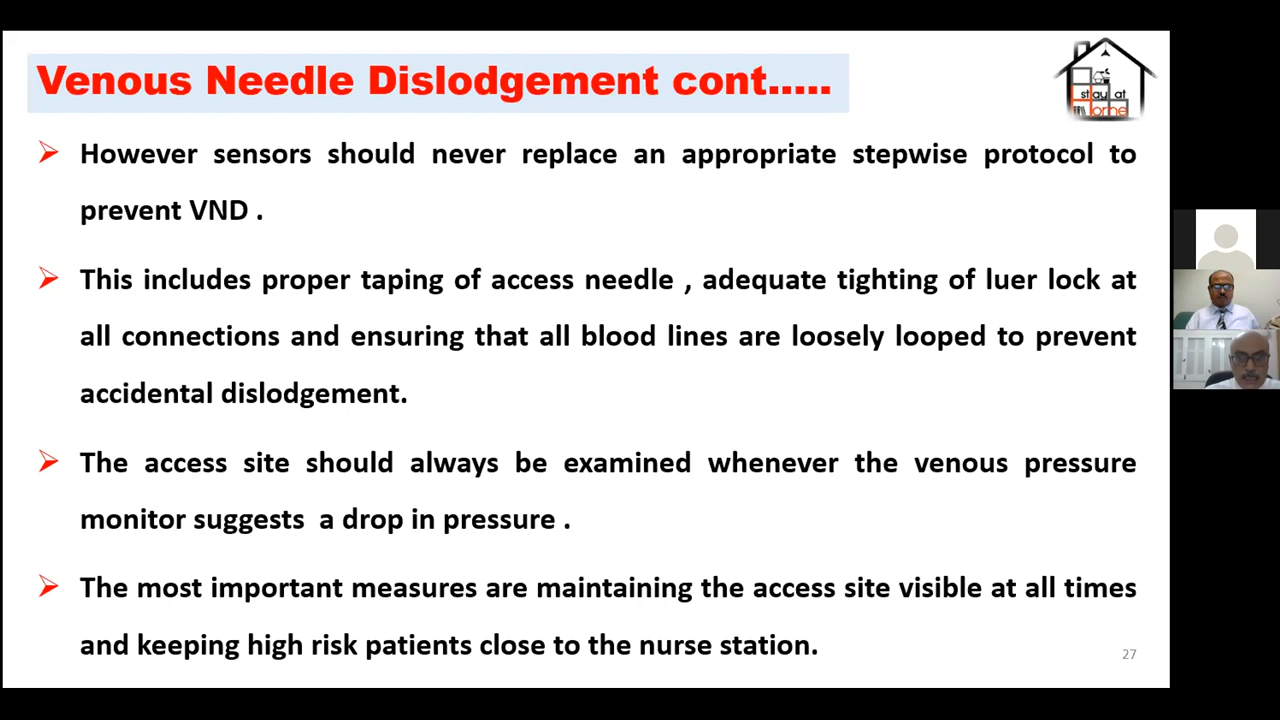 Venous Needle Dislodgement cont.....
stay at
Home
However sensors should never replace an appropriate stepwise protocol to
prevent VND .
This includes proper taping of access needle , adequate tighting of luer lock at
all connections and ensuring that all blood lines are loosely looped to prevent
accidental dislodgement.
The access site should always be examined whenever the venous pressure
monitor suggests a drop in pressure .
The most important measures are maintaining the access site visible at all times
and keeping high risk patients close to the nurse station.
27